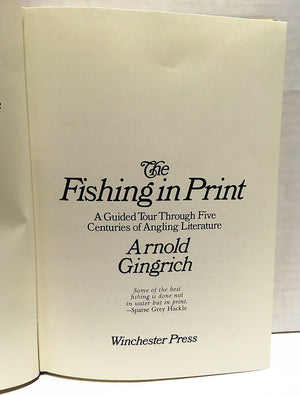 The
Fishing in Print
A Guided Tour Through Five
Centuries of Angling Literature
Arnold
Gingrich
Some of the best
fishing is done not
in water but in print.
—Sparse Grey Hackle
Winchester Press